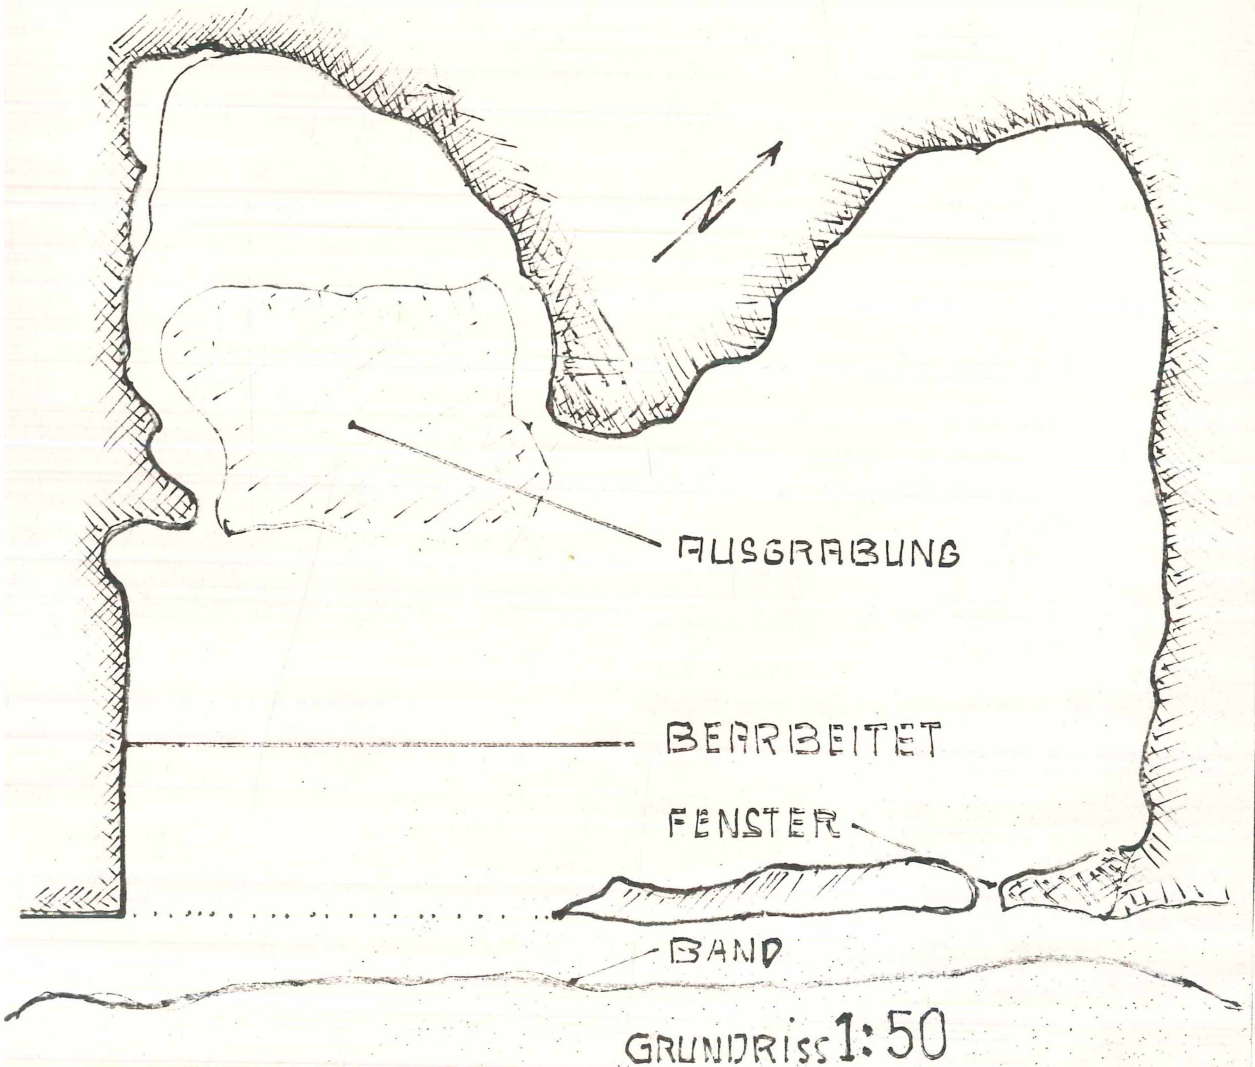 N
AUSGRABUNG
BEARBEITET
FENSTER
BAND
GRUNDRISS 1:50